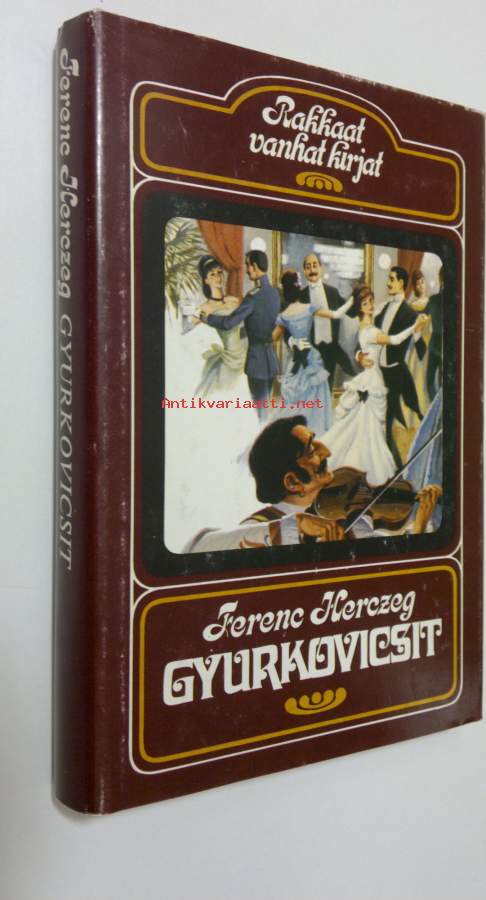 Rakkaat
vanhat kirjat
Antikvariaatti.net
Ferenc Herczeg
GYURKOVICSIT
Ferenc Herczeg GYURKOVICSIT